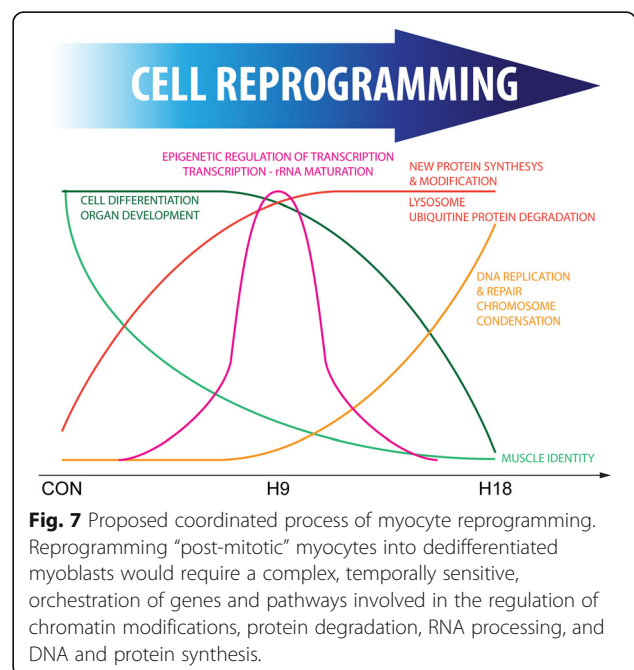 CELL REPROGRAMMING
EPIGENETIC REGULATION OF TRANSCRIPTION
TRANSCRIPTION - rRNA MATURATION
CELL DIFFERENTIATION
ORGAN DEVELOPMENT
NEW PROTEIN SYNTHESYS
& MODIFICATION
LYSOSOME
UBIQUITINE PROTEIN DEGRADATION
DNA REPLICATION
& REPAIR
CHROMOSOME
CONDENSATION
MUSCLE IDENTITY
CON H9 H18
Fig. 7 Proposed coordinated process of myocyte reprogramming.
Reprogramming “post-mitotic” myocytes into dedifferentiated
myoblasts would require a complex, temporally sensitive,
orchestration of genes and pathways involved in the regulation of
chromatin modifications, protein degradation, RNA processing, and
DNA and protein synthesis.